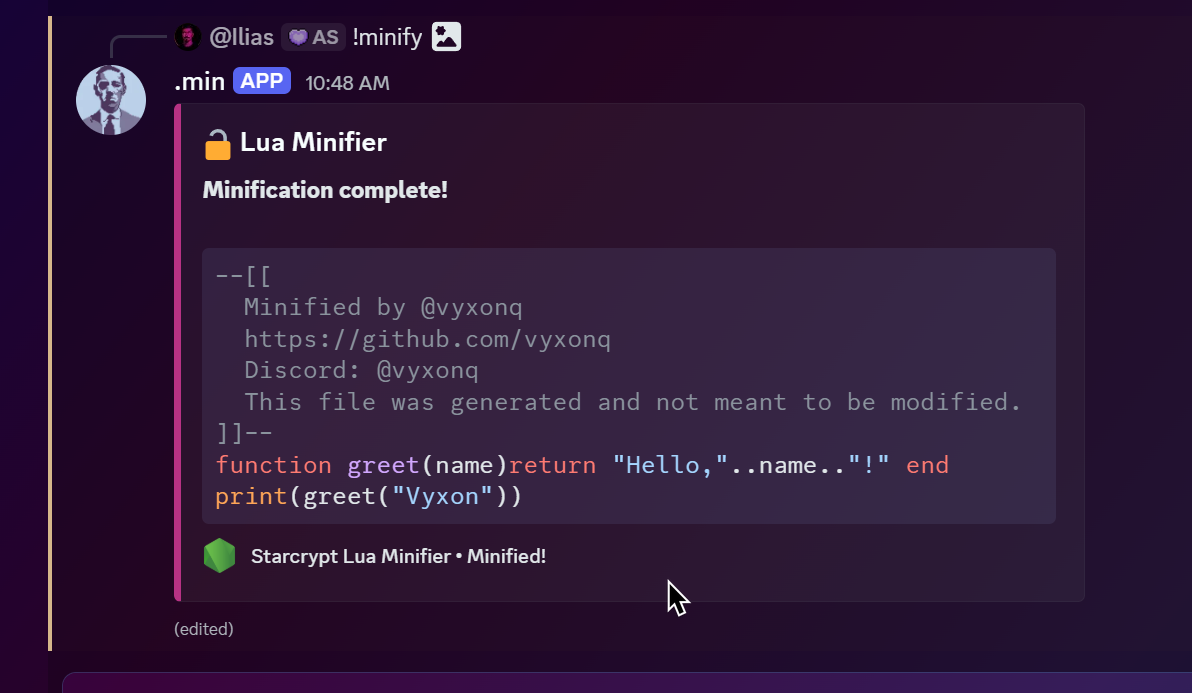 @Ilias AS !minify
.min APP 10:48 AM
Lua Minifier
Minification complete!
--[[
  Minified by @vyxonq
  https://github.com/vyxonq
  Discord: @vyxonq
  This file was generated and not meant to be modified.
]]--
function greet(name)return "Hello,"..name.."!" end
print(greet("Vyxon"))
Starcrypt Lua Minifier • Minified!
(edited)